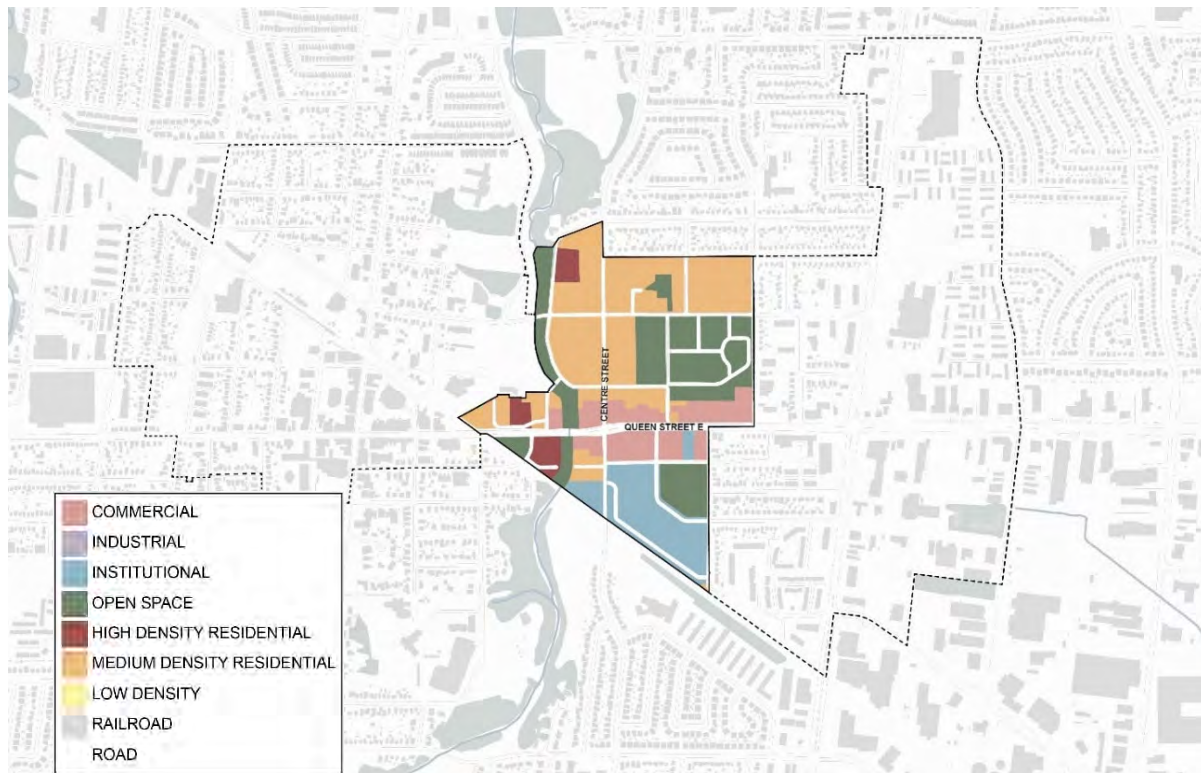 CENTRE STREET
QUEEN STREET E
COMMERCIAL
INDUSTRIAL
INSTITUTIONAL
OPEN SPACE
HIGH DENSITY RESIDENTIAL
MEDIUM DENSITY RESIDENTIAL
LOW DENSITY
RAILROAD
ROAD